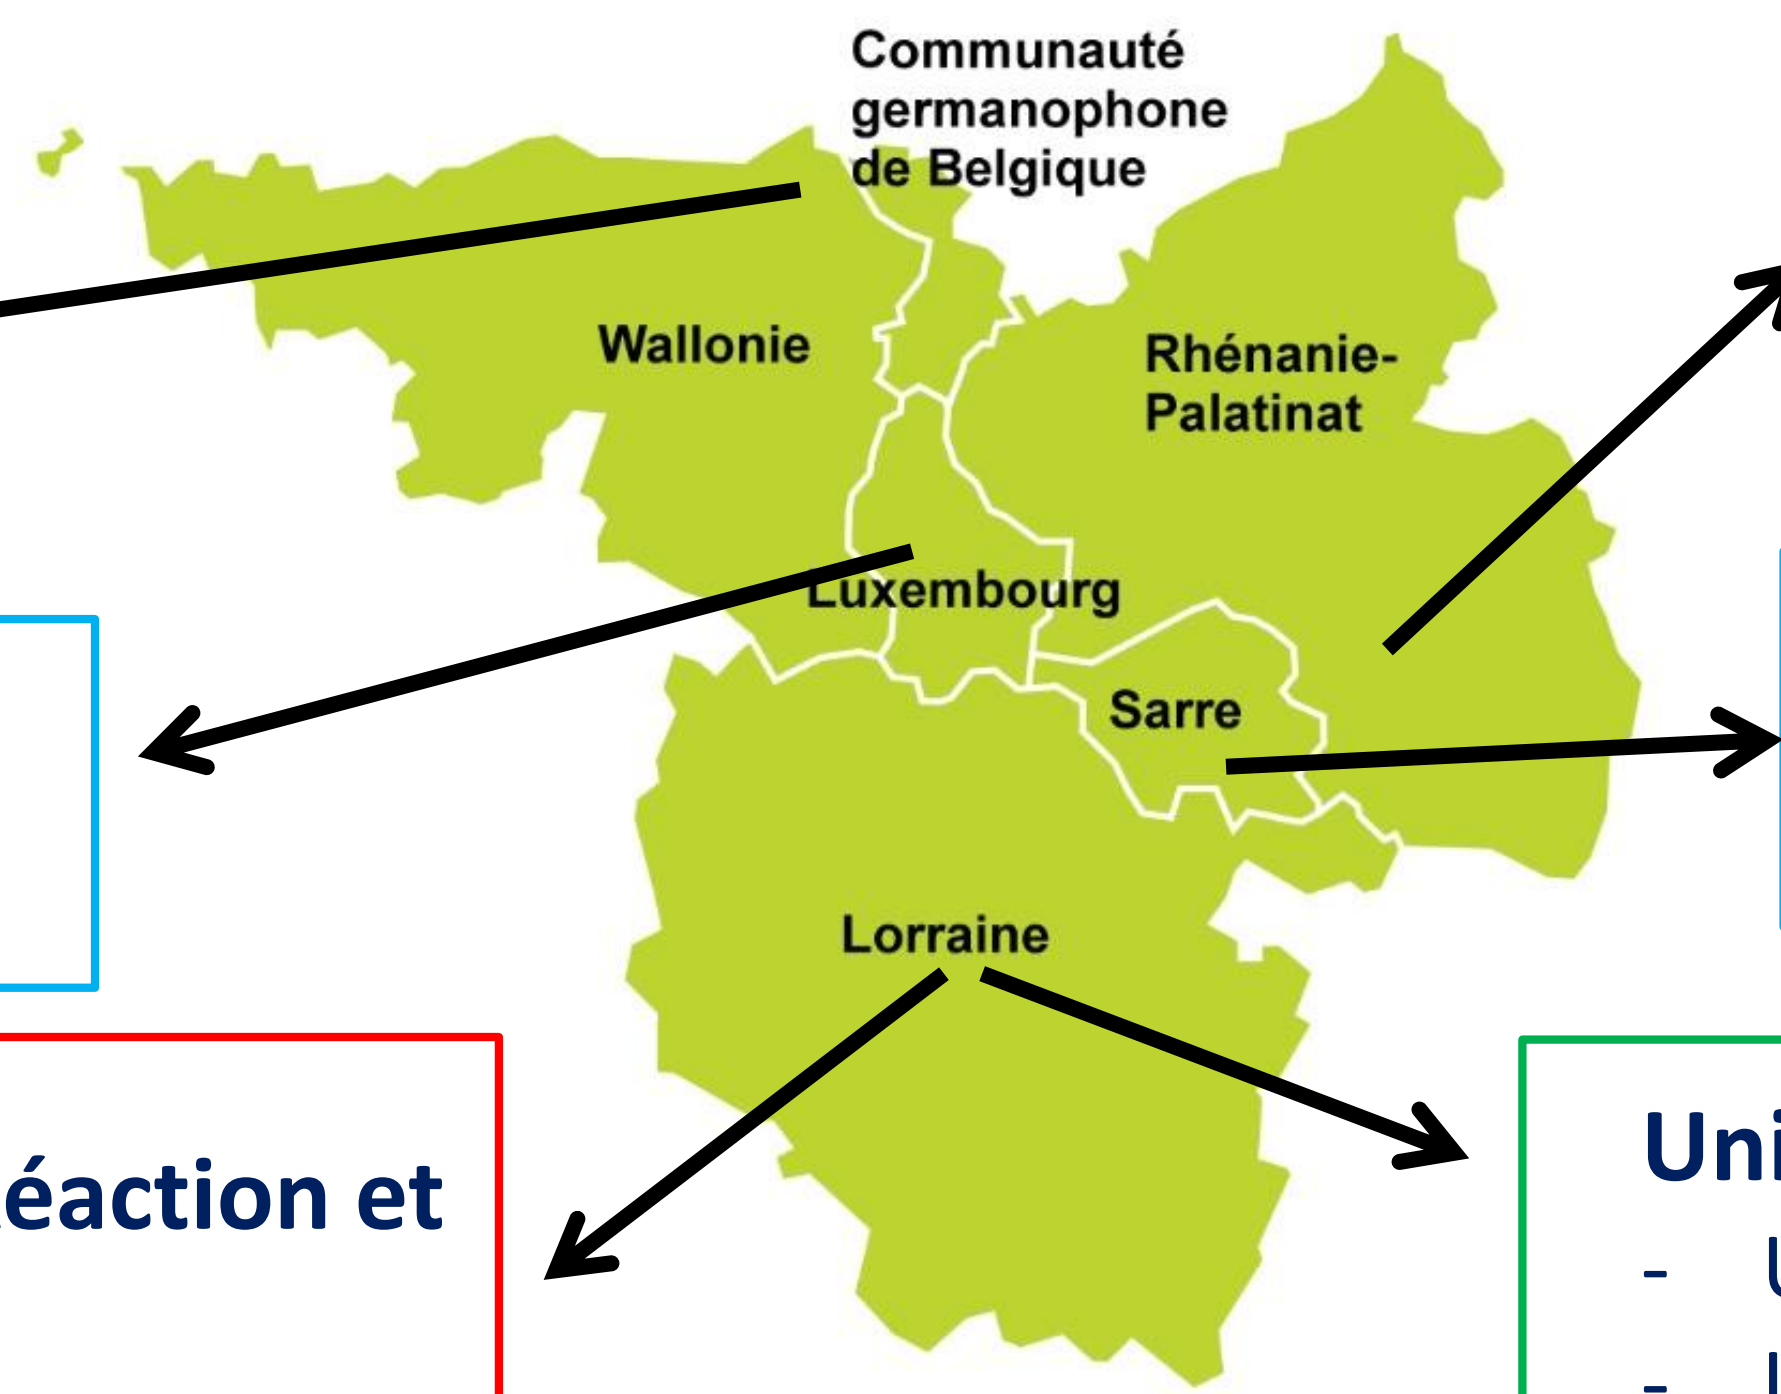 Communauté
germanophone
de Belgique
Wallonie
Rhénanie-
Palatinat
Luxembourg
Sarre
Lorraine
éaction et
Uni
-
-